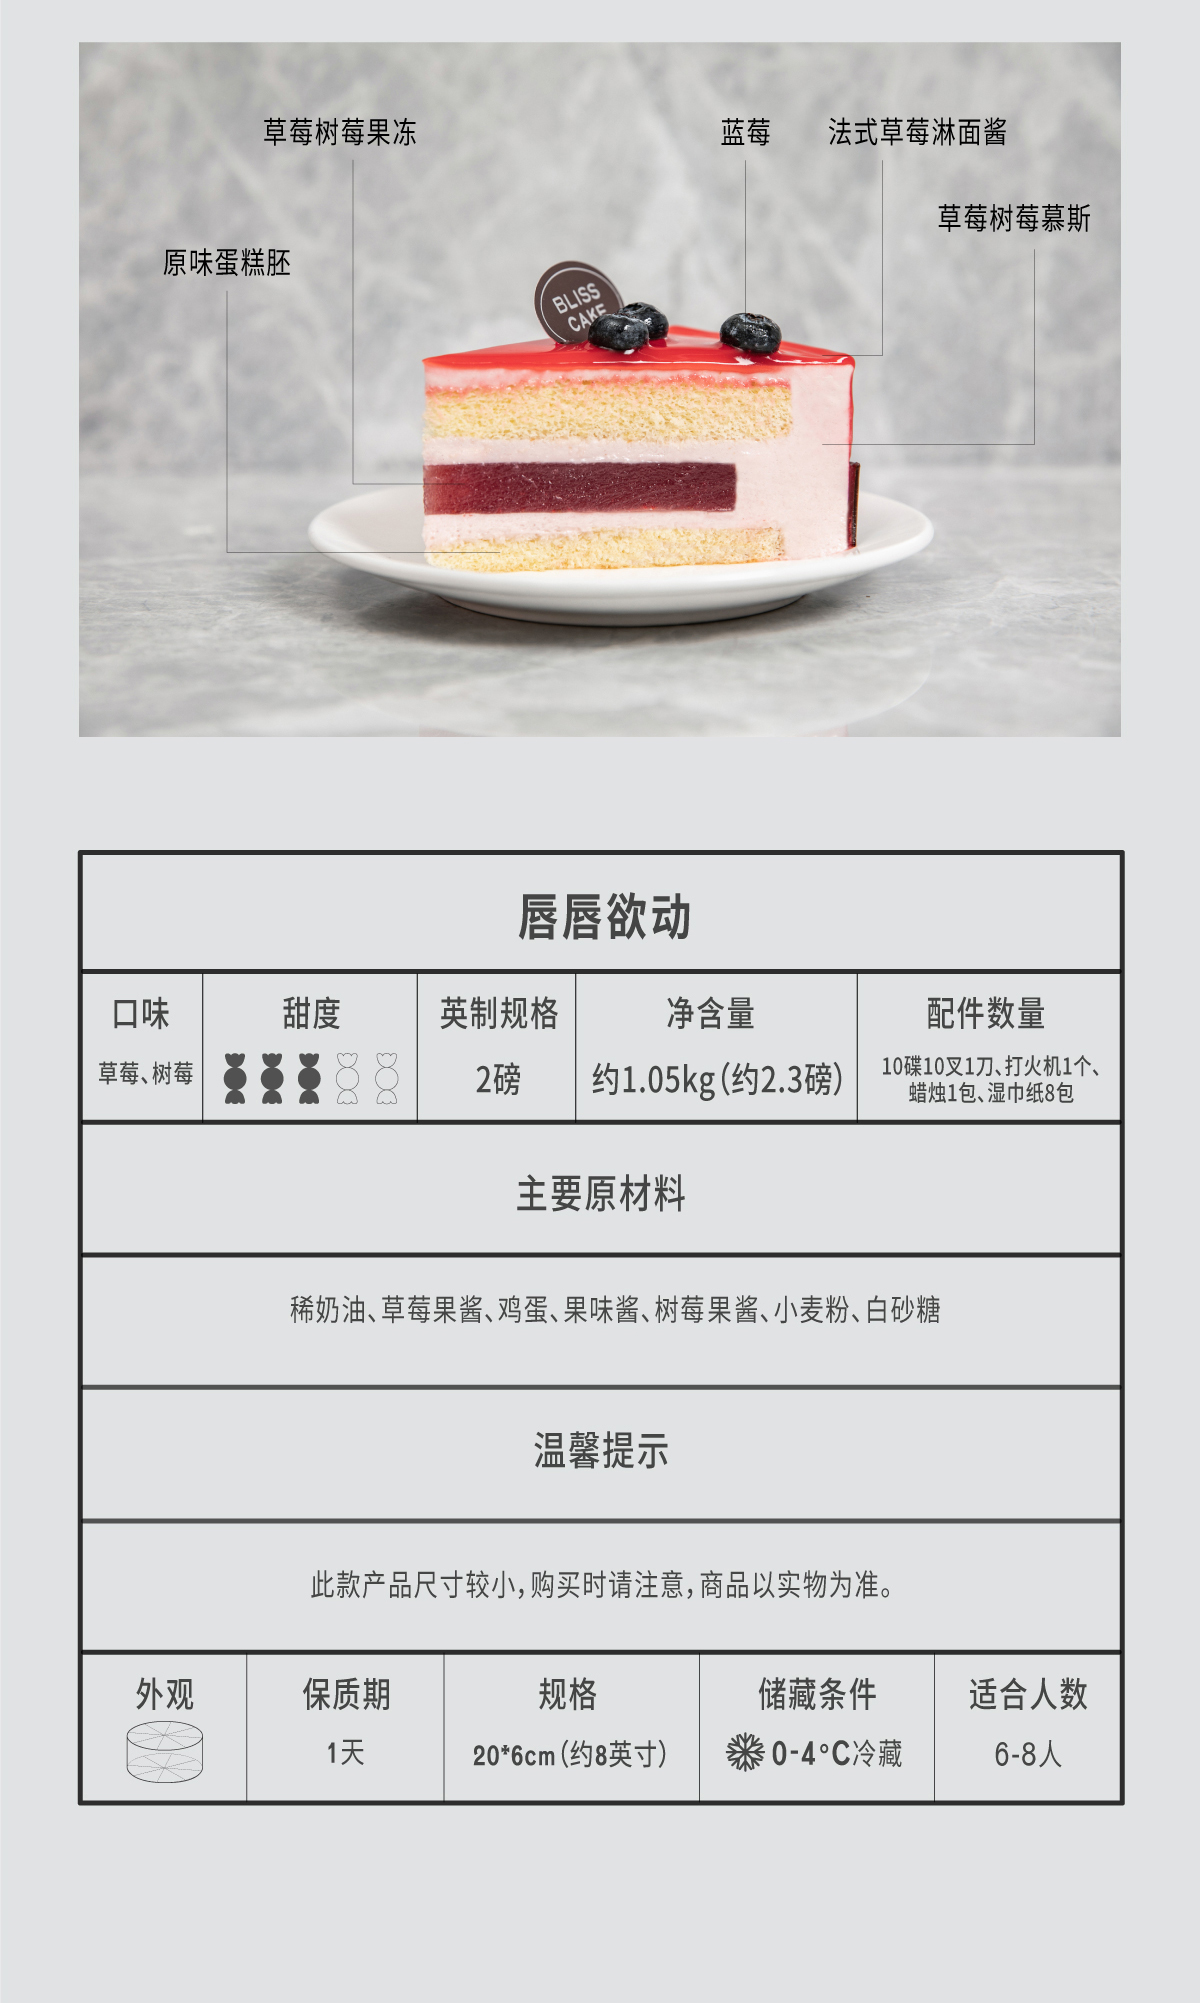 草莓树莓果冻
蓝莓
法式草莓淋面酱
草莓树莓慕斯
原味蛋糕胚
BLISS
CAKE
唇唇欲动
口味
甜度
英制规格
净含量
配件数量
草莓、树莓
2磅
约1.05kg(约2.3磅)
10碟10叉1刀、打火机1个、
蜡烛1包、湿巾纸8包
主要原材料
稀奶油、草莓果酱、鸡蛋、果味酱、树莓果酱、小麦粉、白砂糖
温馨提示
此款产品尺寸较小，购买时请注意，商品以实物为准。
外观
保质期
规格
储藏条件
适合人数
1天
20*6cm(约8英寸)
0-4°C冷藏
6-8人